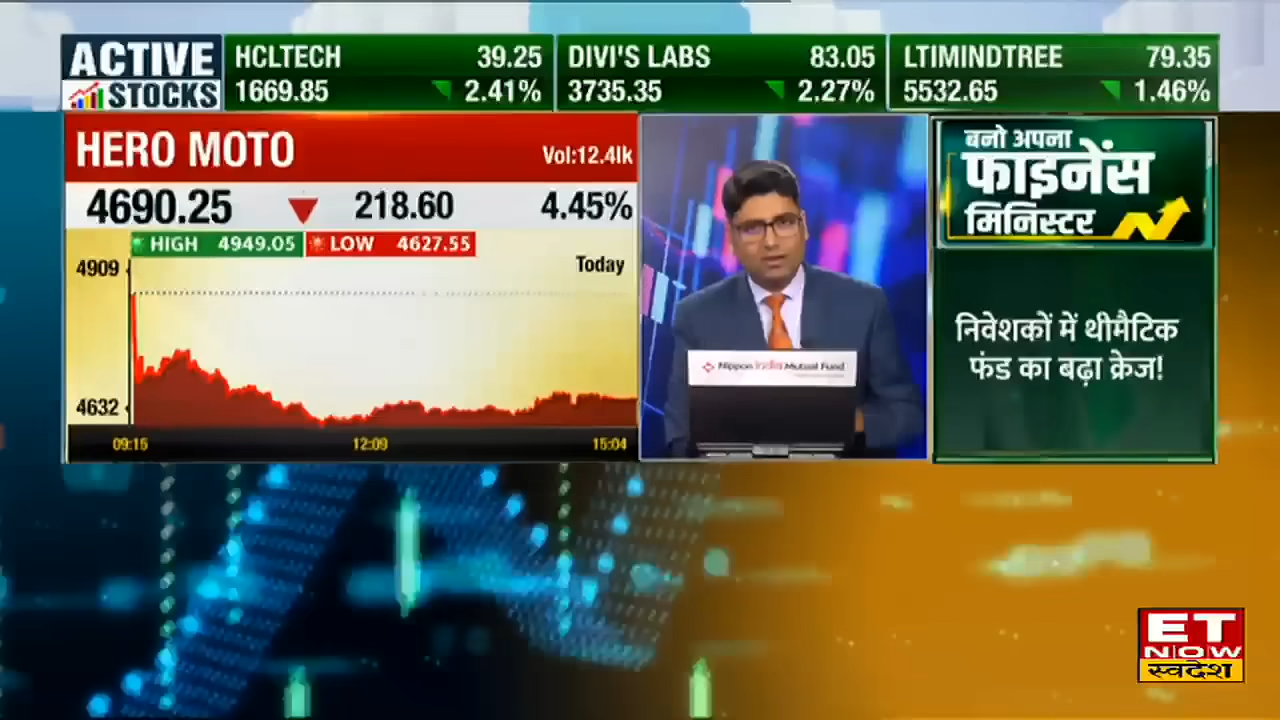 ACTIVE
STOCKS
HCLTECH 39.25
1669.85 2.41%
DIVI'S LABS 83.05
3735.35 2.27%
LTIMINDTREE 79.35
5532.65 1.46%
HERO MOTO
Vol:12.4lk
4690.25 218.60 4.45%
HIGH 4949.05 LOW 4627.55
Today
4909
4632
09:15 12:09 15:04
Nippon India Mutual Fund
बनो अपना
फाइनेंस
मिनिस्टर
निवेशकों में थीमैटिक
फंड का बढ़ा क्रेज!
ET
NOW
स्वदेश